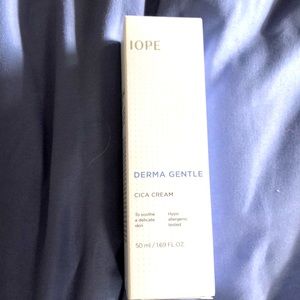 IOPE
DERMA GENTLE
CICA CREAM
To soothe
a delicate
skin
Hypo
allergenic
tested
50 ml / 1.69 FL.OZ.